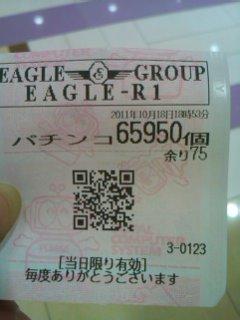 EAGLE GROUP
EAGLE-R1
2011年10月18日18時53分
パチンコ 65950個
余り75
3-0123
[当日限り有効]
毎度ありがとうございます